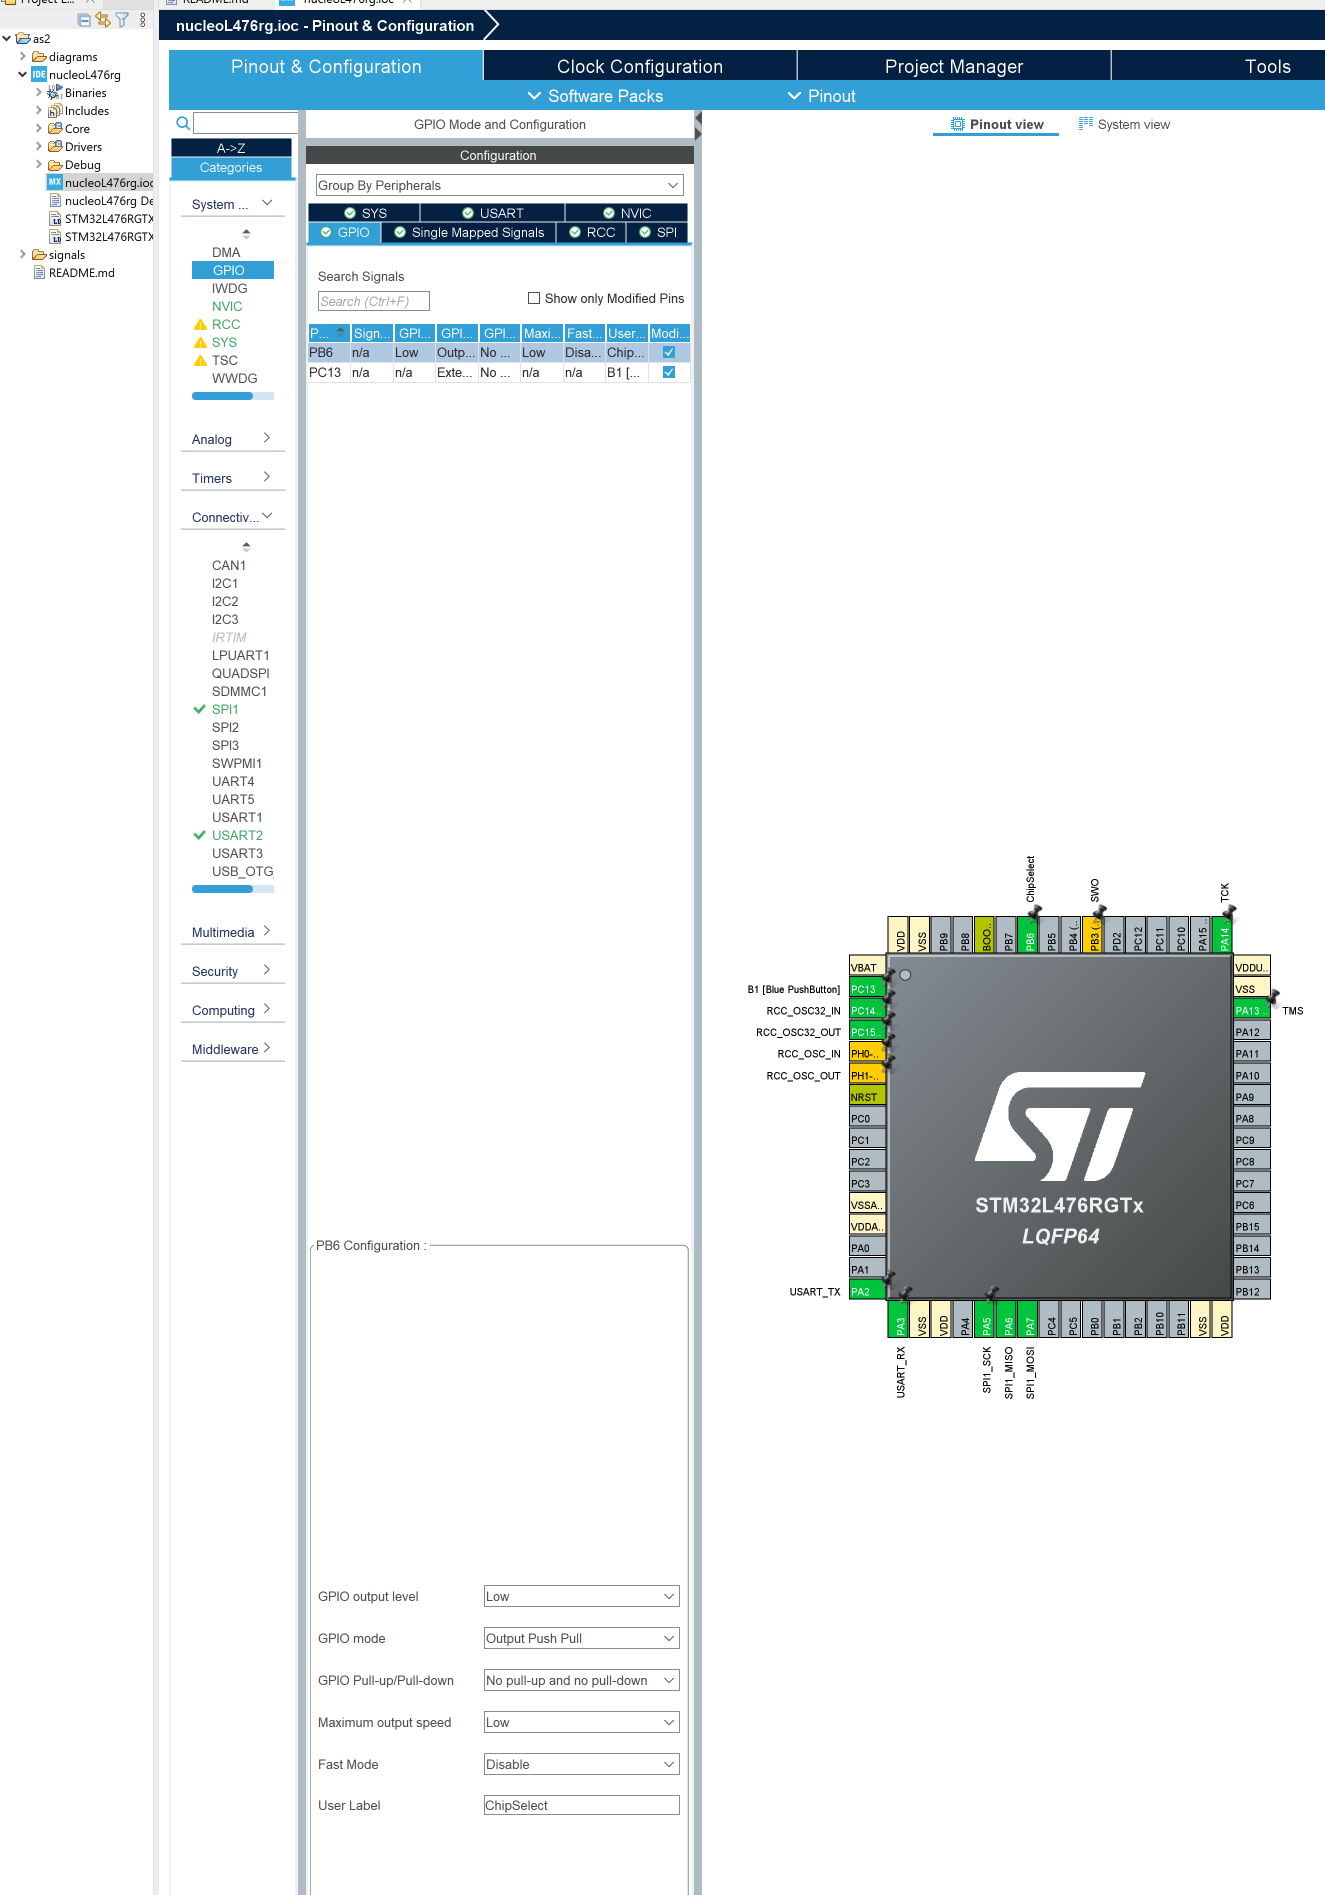 README.md
nucleoL476rg.ioc
nucleoL476rg.ioc - Pinout & Configuration
as2
diagrams
IDE nucleoL476rg
Binaries
Includes
Core
Drivers
Debug
MX nucleoL476rg.ioc
nucleoL476rg De
STM32L476RGTX
STM32L476RGTX
signals
README.md
Pinout & Configuration
Clock Configuration
Project Manager
Tools
Software Packs
Pinout
A->Z
Categories
System ...
DMA
GPIO
IWDG
NVIC
RCC
SYS
TSC
WWDG
Analog
Timers
Connectiv...
CAN1
I2C1
I2C2
I2C3
IRTIM
LPUART1
QUADSPI
SDMMC1
SPI1
SPI2
SPI3
SWPMI1
UART4
UART5
USART1
USART2
USART3
USB_OTG
Multimedia
Security
Computing
Middleware
GPIO Mode and Configuration
Configuration
Group By Peripherals
SYS USART NVIC
GPIO Single Mapped Signals RCC SPI
Search Signals
Search (Ctrl+F)
Show only Modified Pins
P... Sign... GPI... GPI... GPI... Maxi... Fast... User... Modi...
PB6 n/a Low Outp... No ... Low Disa... Chip...
PC13 n/a n/a Exte... No ... n/a n/a B1 [...
PB6 Configuration :
GPIO output level Low
GPIO mode Output Push Pull
GPIO Pull-up/Pull-down No pull-up and no pull-down
Maximum output speed Low
Fast Mode Disable
User Label ChipSelect
Pinout view
System view
ChipSelect
SWO
TCK
VDD VSS PB9 PB8 BOO.. PB7 PB6 PB5 PB4 (.. PB3 (.. PD2 PC12 PC11 PC10 PA15 .. PA14 ..
VBAT
B1 [Blue PushButton] PC13
RCC_OSC32_IN PC14..
RCC_OSC32_OUT PC15..
RCC_OSC_IN PH0-..
RCC_OSC_OUT PH1-..
NRST
PC0
PC1
PC2
PC3
VSSA..
VDDA..
PA0
PA1
USART_TX PA2
VDDU..
VSS
PA13 .. TMS
PA12
PA11
PA10
PA9
PA8
PC9
PC8
PC7
PC6
PB15
PB14
PB13
PB12
ST
STM32L476RGTx
LQFP64
PA3 VSS VDD PA4 PA5 PA6 PA7 PC4 PC5 PB0 PB1 PB2 PB10 PB11 VSS VDD
USART_RX
SPI1_SCK
SPI1_MISO
SPI1_MOSI